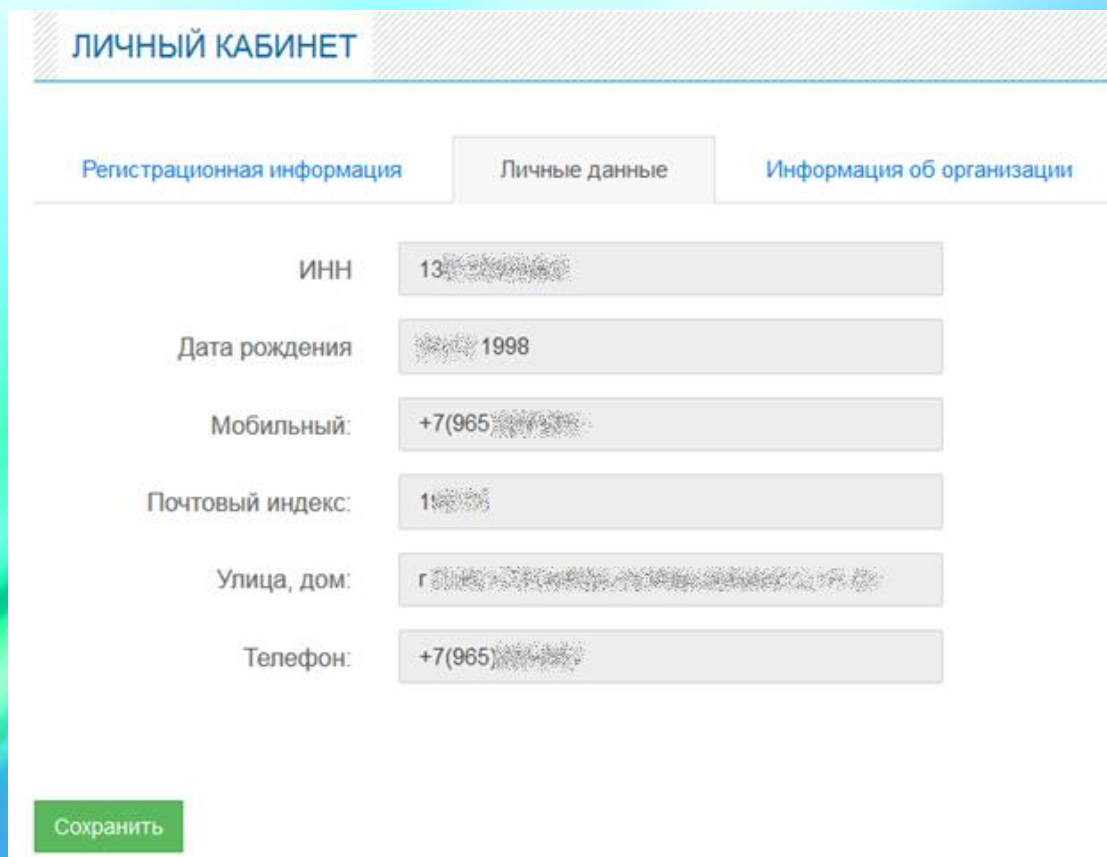 ЛИЧНЫЙ КАБИНЕТ
Регистрационная информация Личные данные Информация об организации
ИНН 13
Дата рождения 1998
Мобильный: +7(965)
Почтовый индекс: 19
Улица, дом: г
Телефон: +7(965)
Сохранить